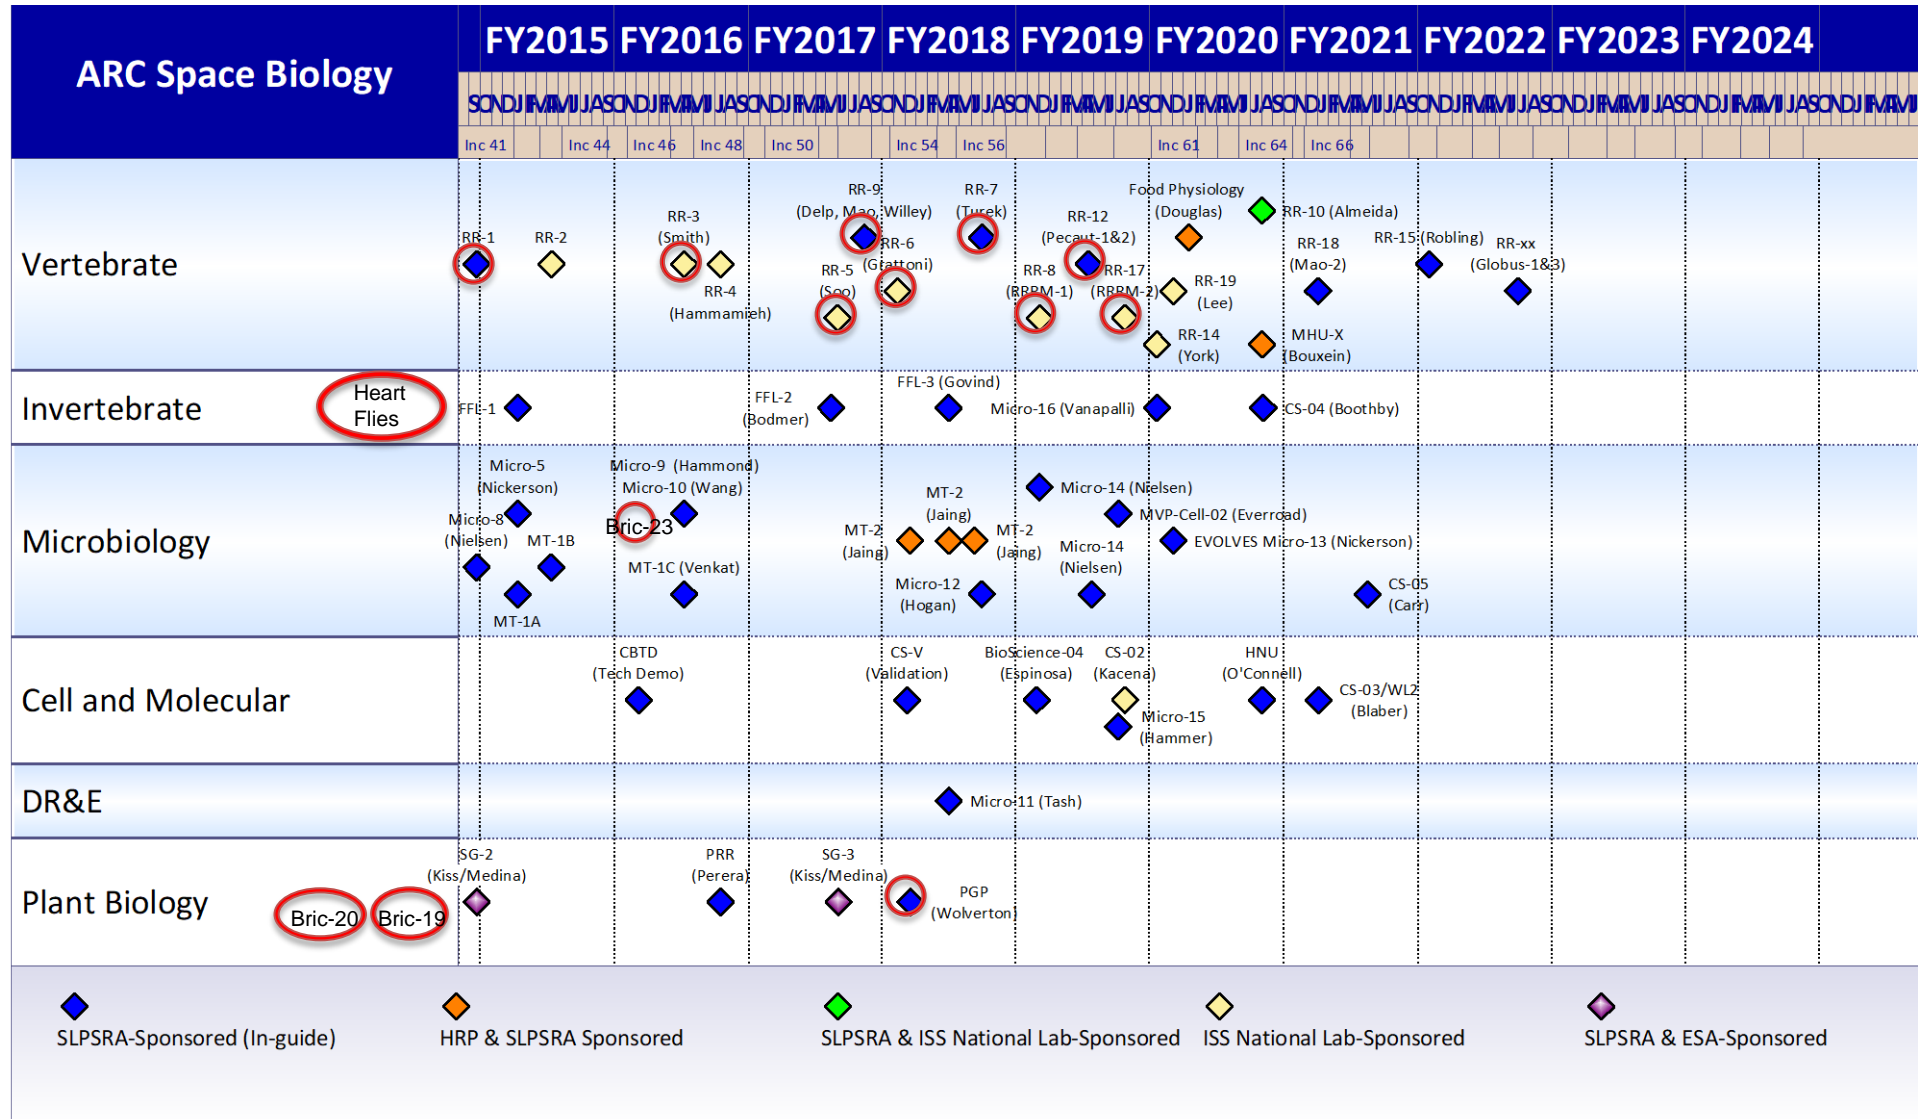 ARC Space Biology
FY2015 FY2016 FY2017 FY2018 FY2019 FY2020 FY2021 FY2022 FY2023 FY2024
Inc 41 Inc 44 Inc 46 Inc 48 Inc 50 Inc 54 Inc 56 Inc 61 Inc 64 Inc 66
Vertebrate
RR-1
RR-2
RR-3
(Smith)
RR-4
(Hammamieh)
RR-9
(Delp, Mao, Willey)
RR-5
(Soo)
RR-6
(Grattoni)
RR-7
(Turek)
RR-8
(RRRM-1)
RR-12
(Pecaut-1&2)
RR-17
(RRRM-2)
Food Physiology
(Douglas)
RR-19
(Lee)
RR-14
(York)
RR-10 (Almeida)
RR-18
(Mao-2)
MHU-X
(Bouxein)
RR-15 (Robling)
RR-xx
(Globus-1&3)
Invertebrate
Heart
Flies
FFL-1
FFL-2
(Bodmer)
FFL-3 (Govind)
Micro-16 (Vanapalli)
CS-04 (Boothby)
Microbiology
Micro-5
(Nickerson)
Micro-8
(Nielsen)
MT-1B
MT-1A
Micro-9 (Hammond)
Micro-10 (Wang)
Bric-23
MT-1C (Venkat)
MT-2
(Jaing)
MT-2
(Jaing)
MT-2
(Jaing)
Micro-12
(Hogan)
Micro-14 (Nielsen)
MVP-Cell-02 (Everroad)
EVOLVES Micro-13 (Nickerson)
Micro-14
(Nielsen)
CS-05
(Carr)
Cell and Molecular
CBTD
(Tech Demo)
CS-V
(Validation)
BioScience-04
(Espinosa)
CS-02
(Kacena)
Micro-15
(Hammer)
HNU
(O'Connell)
CS-03/WL2
(Blaber)
DR&E
Micro-11 (Tash)
Plant Biology
Bric-20
Bric-19
SG-2
(Kiss/Medina)
PRR
(Perera)
SG-3
(Kiss/Medina)
PGP
(Wolverton)
SLPSRA-Sponsored (In-guide)
HRP & SLPSRA Sponsored
SLPSRA & ISS National Lab-Sponsored
ISS National Lab-Sponsored
SLPSRA & ESA-Sponsored